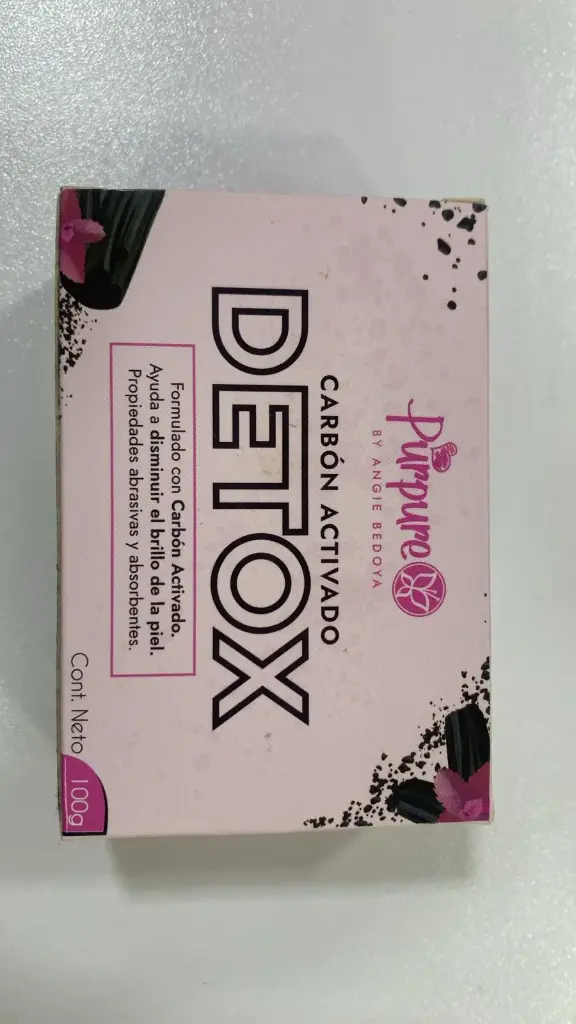 Purpure
BY ANGIE BEDOYA
CARBÓN ACTIVADO
DETOX
Formulado con Carbón Activado.
Ayuda a disminuir el brillo de la piel.
Propiedades abrasivas y absorbentes.
Cont. Neto 100g